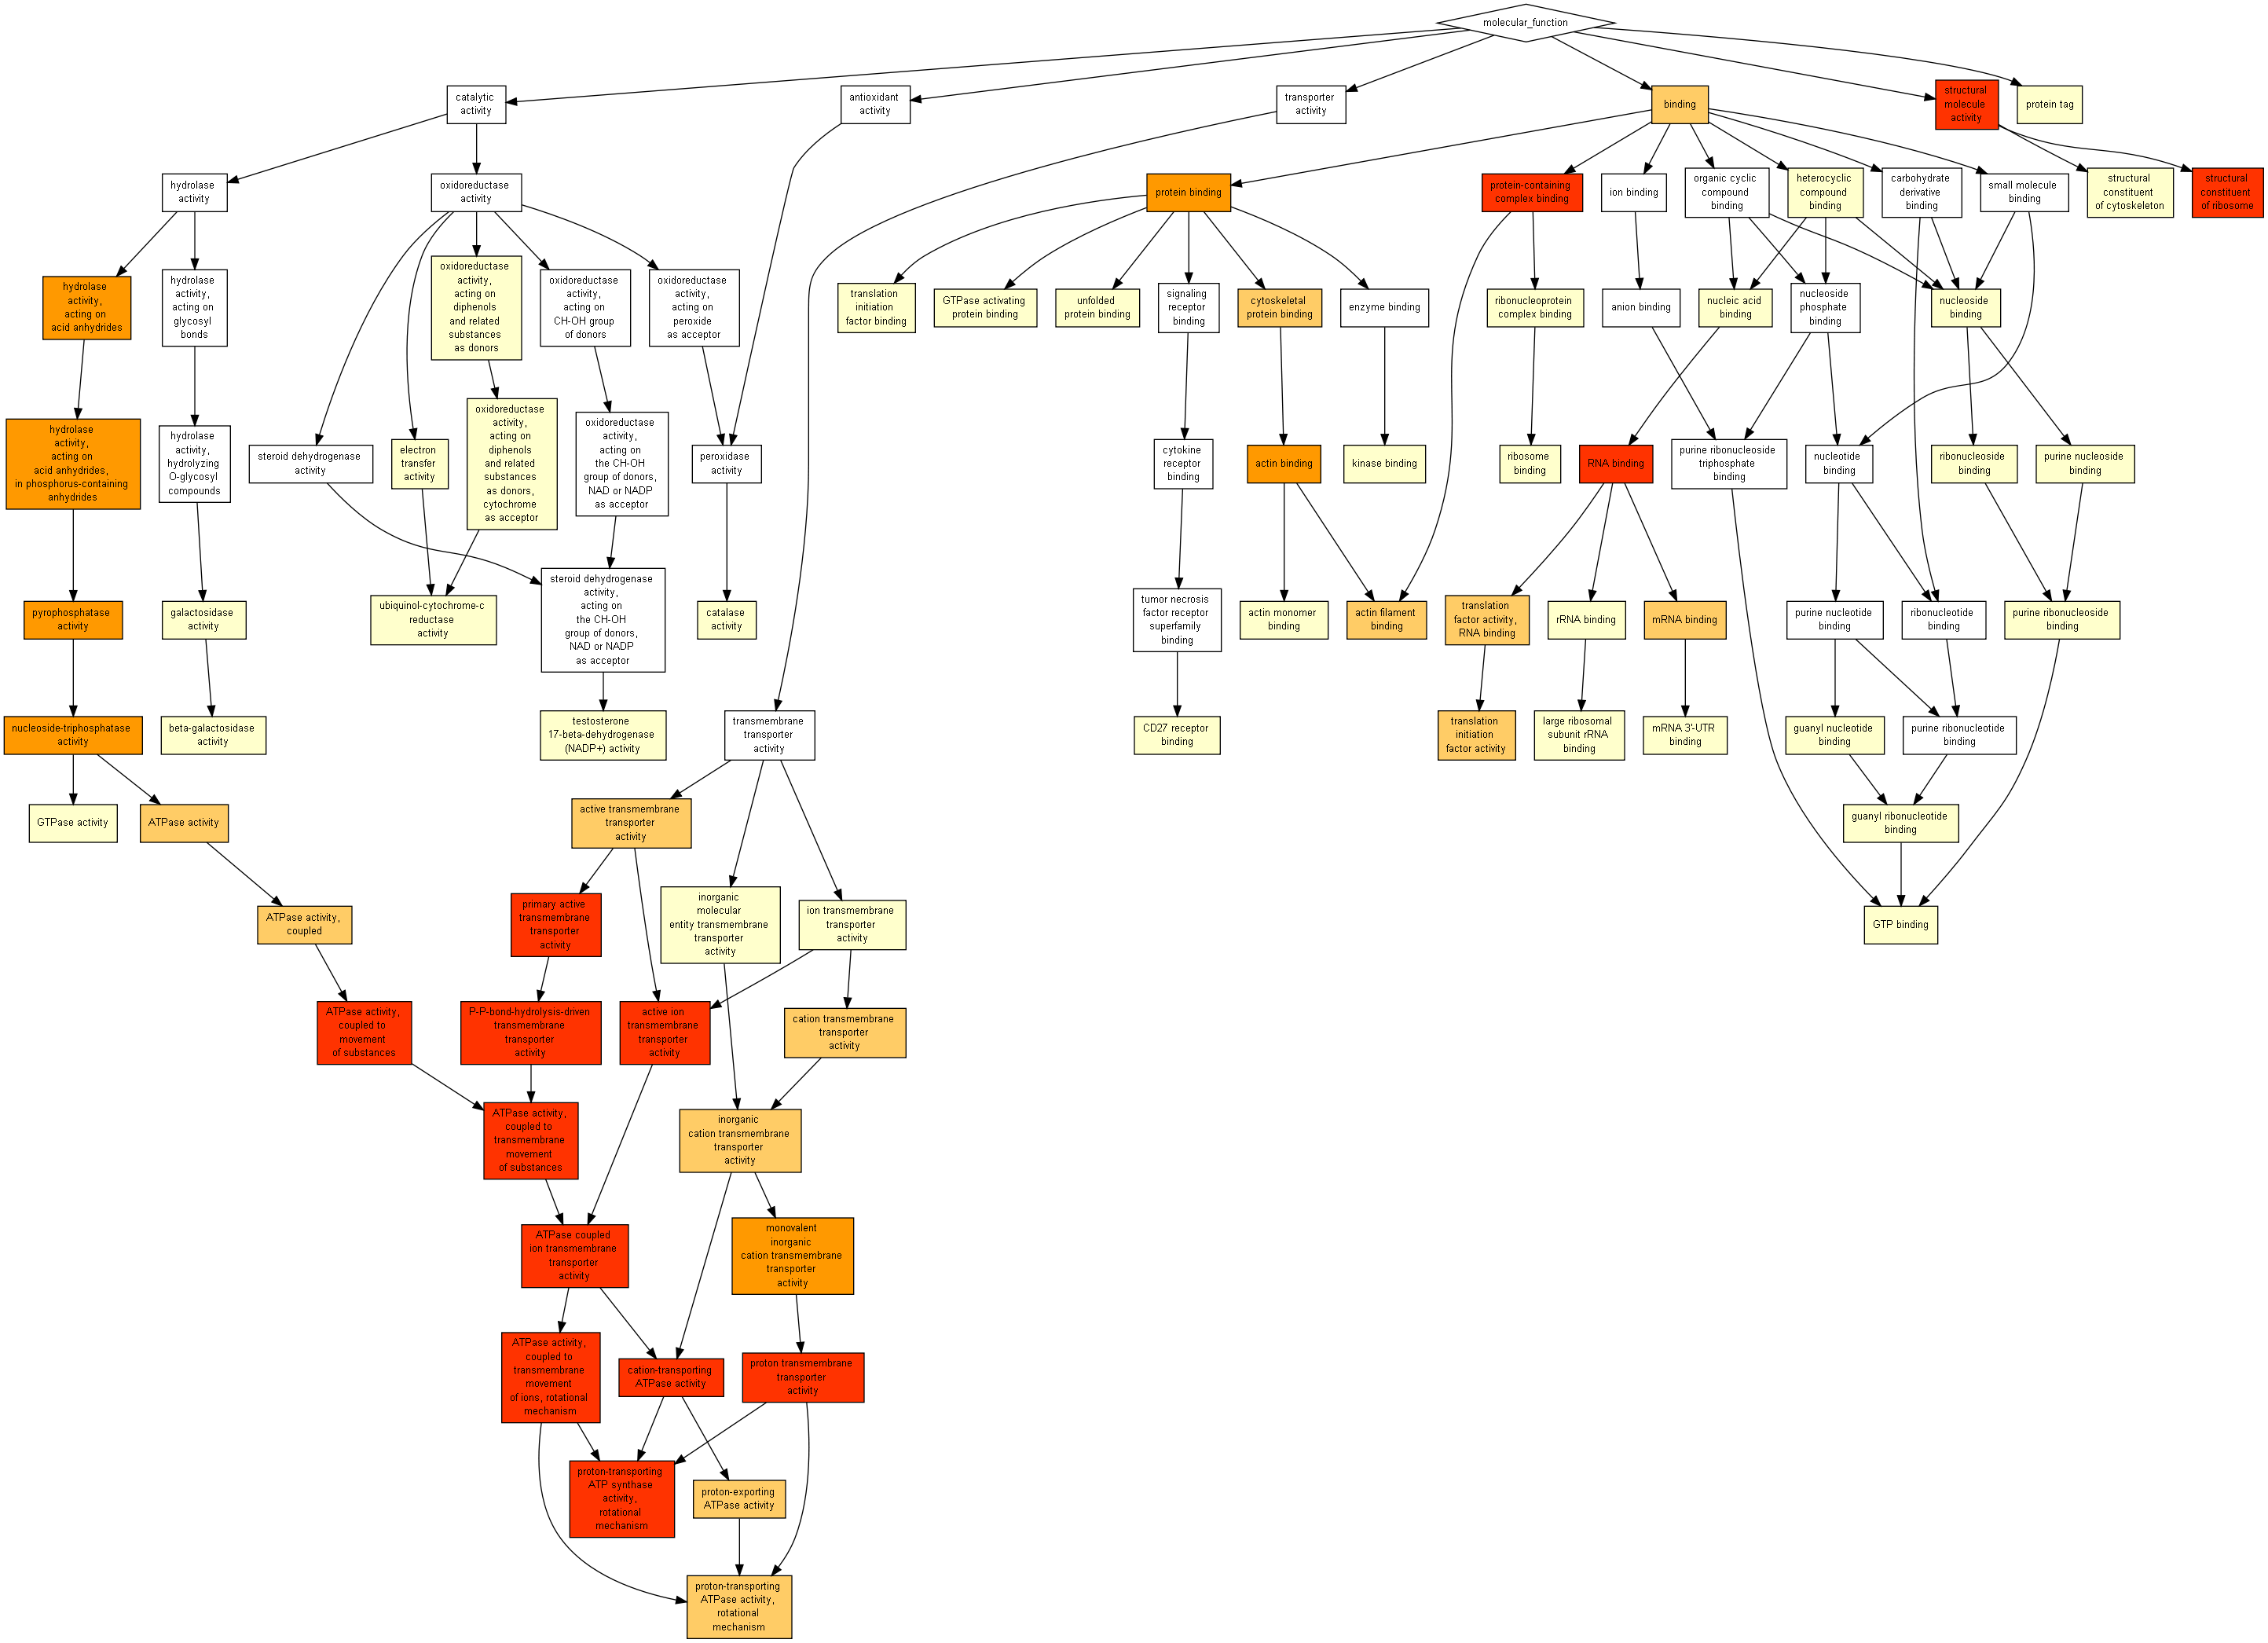 molecular_function
catalytic
activity
antioxidant
activity
transporter
activity
binding
structural
molecule
activity
protein tag
hydrolase
activity
oxidoreductase
activity
protein binding
protein-containing
complex binding
ion binding
organic cyclic
compound
binding
heterocyclic
compound
binding
carbohydrate
derivative
binding
small molecule
binding
structural
constituent
of cytoskeleton
structural
constituent
of ribosome
hydrolase
activity,
acting on
acid anhydrides
hydrolase
activity,
acting on
glycosyl
bonds
oxidoreductase
activity,
acting on
diphenols
and related
substances
as donors
oxidoreductase
activity,
acting on
CH-OH group
of donors
oxidoreductase
activity,
acting on
peroxide
as acceptor
translation
initiation
factor binding
GTPase activating
protein binding
unfolded
protein binding
signaling
receptor
binding
cytoskeletal
protein binding
enzyme binding
ribonucleoprotein
complex binding
anion binding
nucleic acid
binding
nucleoside
phosphate
binding
nucleoside
binding
hydrolase
activity,
acting on
acid anhydrides,
in phosphorus-containing
anhydrides
hydrolase
activity,
hydrolyzing
O-glycosyl
compounds
steroid dehydrogenase
activity
electron
transfer
activity
oxidoreductase
activity,
acting on
diphenols
and related
substances
as donors,
cytochrome
as acceptor
oxidoreductase
activity,
acting on
the CH-OH
group of donors,
NAD or NADP
as acceptor
peroxidase
activity
cytokine
receptor
binding
actin binding
kinase binding
ribosome
binding
RNA binding
purine ribonucleoside
triphosphate
binding
nucleotide
binding
ribonucleoside
binding
purine nucleoside
binding
pyrophosphatase
activity
galactosidase
activity
ubiquinol-cytochrome-c
reductase
activity
steroid dehydrogenase
activity,
acting on
the CH-OH
group of donors,
NAD or NADP
as acceptor
catalase
activity
tumor necrosis
factor receptor
superfamily
binding
actin monomer
binding
actin filament
binding
translation
factor activity,
RNA binding
rRNA binding
mRNA binding
purine nucleotide
binding
ribonucleotide
binding
purine ribonucleoside
binding
nucleoside-triphosphatase
activity
beta-galactosidase
activity
testosterone
17-beta-dehydrogenase
(NADP+) activity
transmembrane
transporter
activity
CD27 receptor
binding
translation
initiation
factor activity
large ribosomal
subunit rRNA
binding
mRNA 3'-UTR
binding
guanyl nucleotide
binding
purine ribonucleotide
binding
GTPase activity
ATPase activity
active transmembrane
transporter
activity
guanyl ribonucleotide
binding
ATPase activity,
coupled
primary active
transmembrane
transporter
activity
inorganic
molecular
entity transmembrane
transporter
activity
ion transmembrane
transporter
activity
GTP binding
ATPase activity,
coupled to
movement
of substances
P-P-bond-hydrolysis-driven
transmembrane
transporter
activity
active ion
transmembrane
transporter
activity
cation transmembrane
transporter
activity
ATPase activity,
coupled to
transmembrane
movement
of substances
inorganic
cation transmembrane
transporter
activity
ATPase coupled
ion transmembrane
transporter
activity
monovalent
inorganic
cation transmembrane
transporter
activity
ATPase activity,
coupled to
transmembrane
movement
of ions, rotational
mechanism
cation-transporting
ATPase activity
proton transmembrane
transporter
activity
proton-transporting
ATP synthase
activity,
rotational
mechanism
proton-exporting
ATPase activity
proton-transporting
ATPase activity,
rotational
mechanism